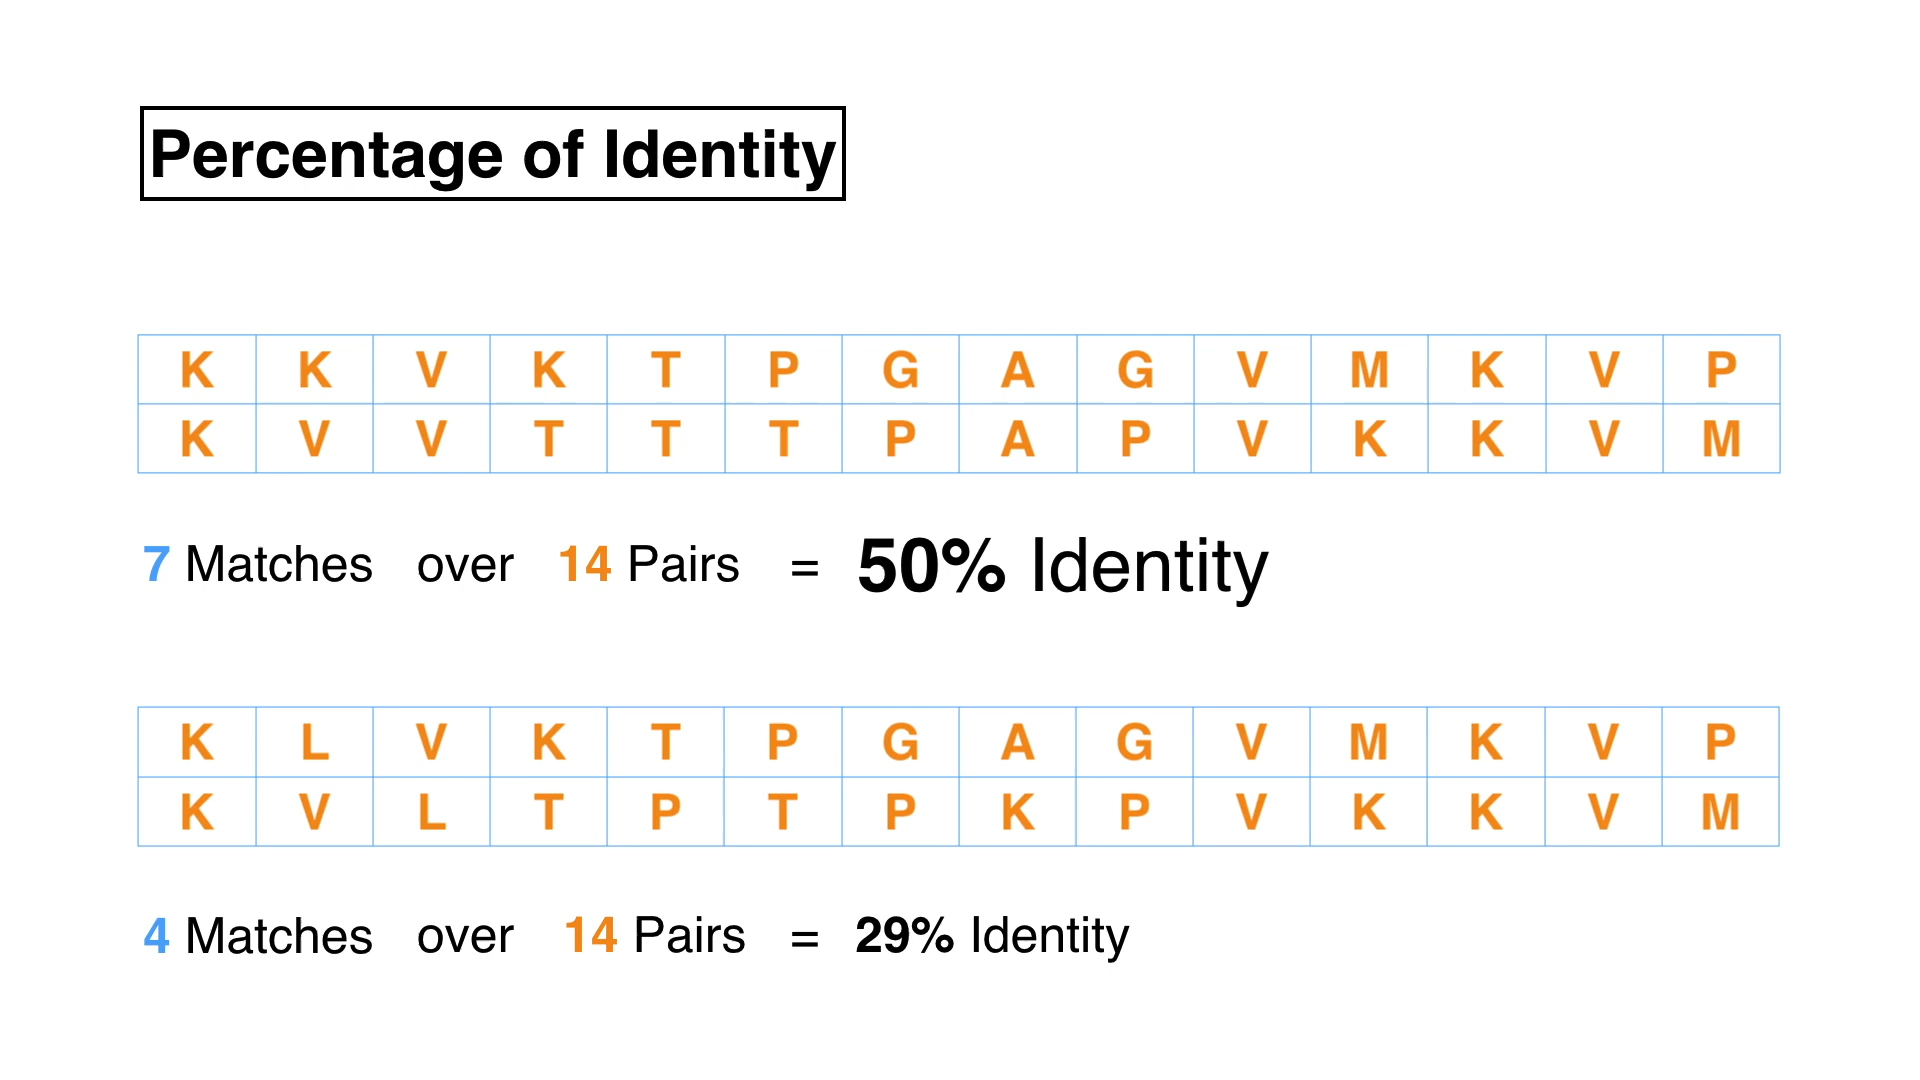 Percentage of Identity
K K V K T P G A G V M K V P
K V V T T T P A P V K K V M
7 Matches over 14 Pairs = 50% Identity
K L V K T P G A G V M K V P
K V L T P T P K P V K K V M
4 Matches over 14 Pairs = 29% Identity